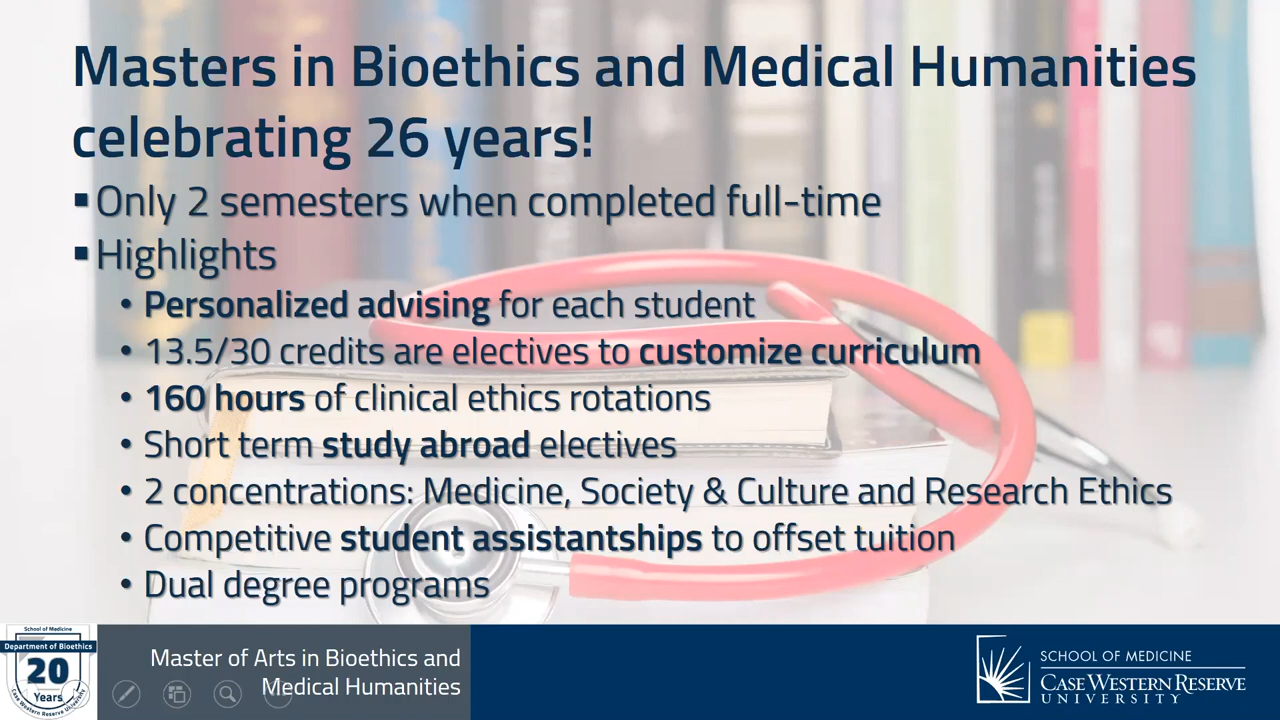 Masters in Bioethics and Medical Humanities
celebrating 26 years!
▪Only 2 semesters when completed full-time
▪Highlights
• Personalized advising for each student
• 13.5/30 credits are electives to customize curriculum
• 160 hours of clinical ethics rotations
• Short term study abroad electives
• 2 concentrations: Medicine, Society & Culture and Research Ethics
• Competitive student assistantships to offset tuition
• Dual degree programs
School of Medicine
Department of Bioethics
20
Years
Case Western Reserve University
Master of Arts in Bioethics and
Medical Humanities
SCHOOL OF MEDICINE
CASE WESTERN RESERVE
UNIVERSITY